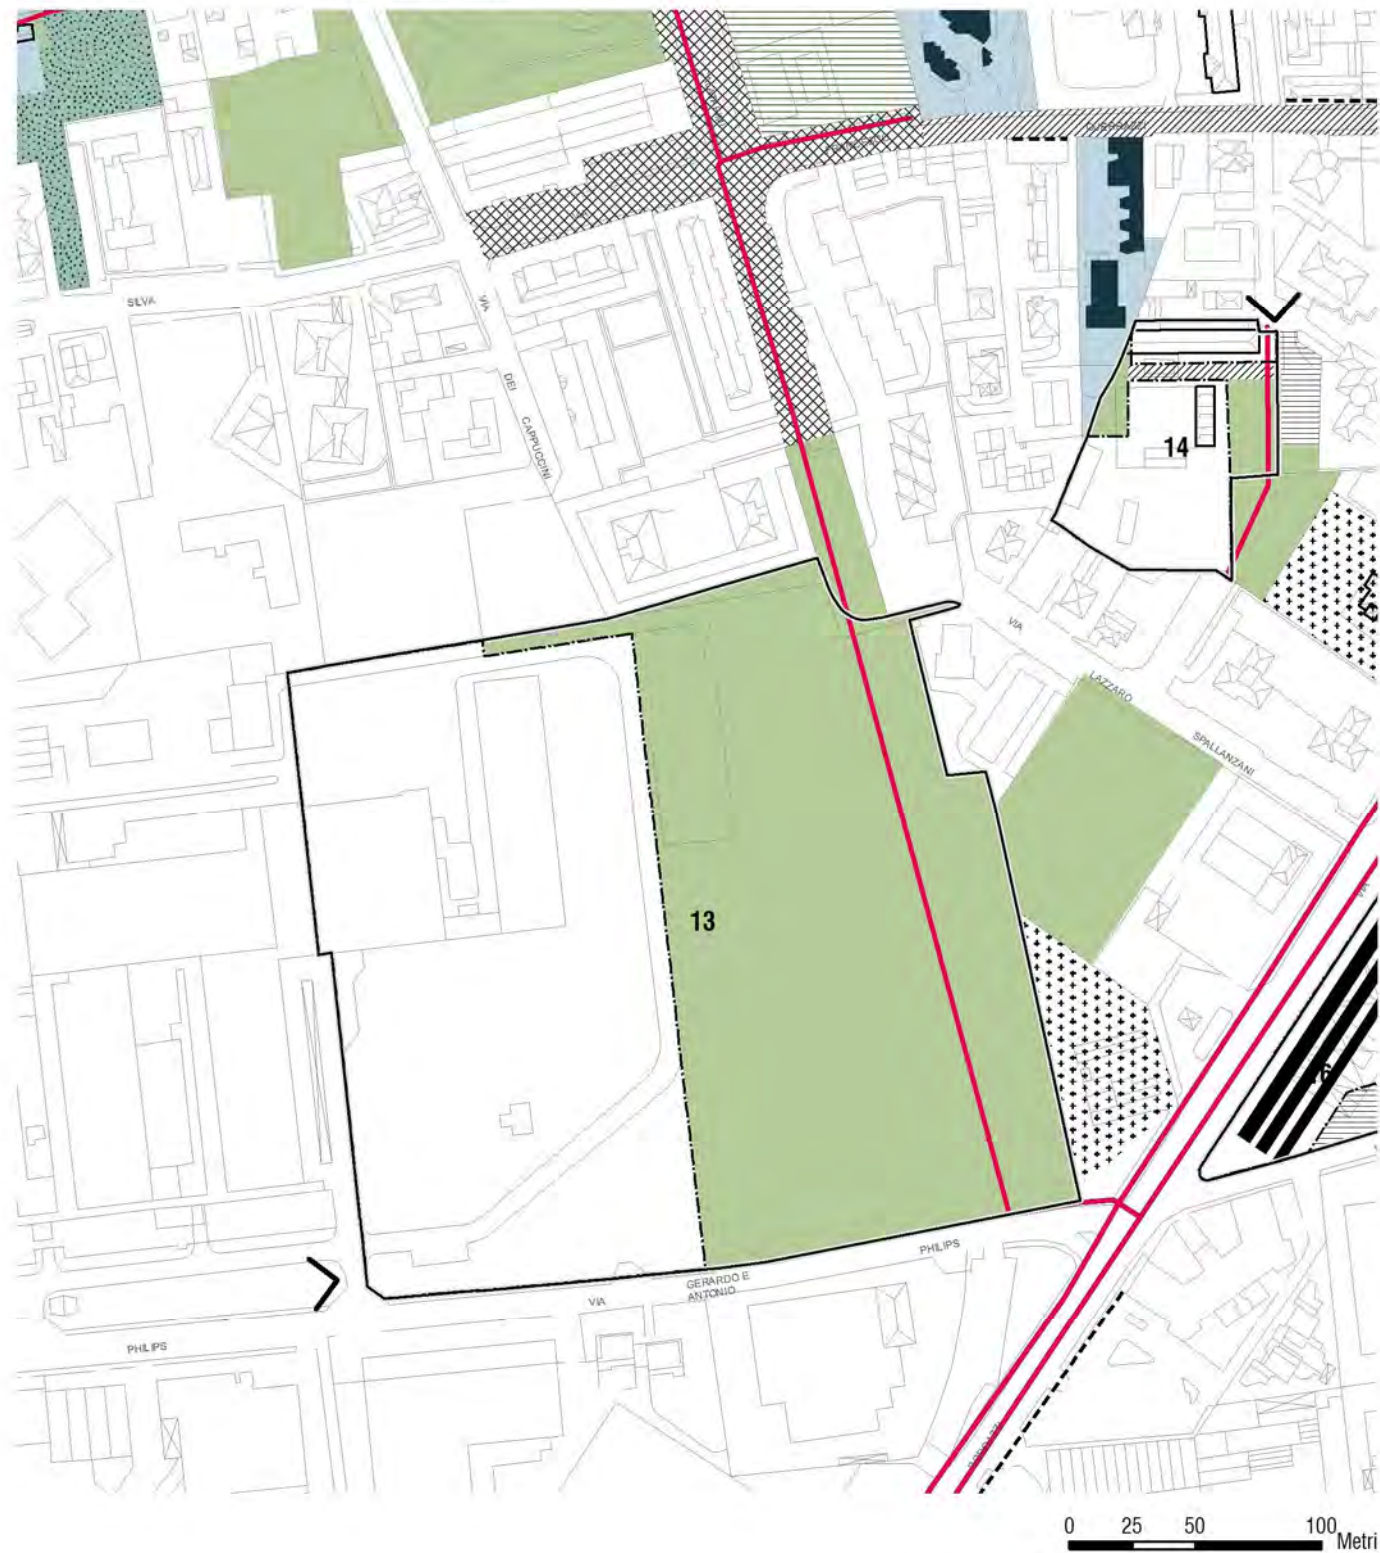 SILVA
VIA
DEI
CAPPUCCINI
14
VIA
LAZZARO
SPALLANZANI
13
VIA
PHILIPS
GERARDO E
ANTONIO
VIA
PHILIPS
0 25 50 100 Metri